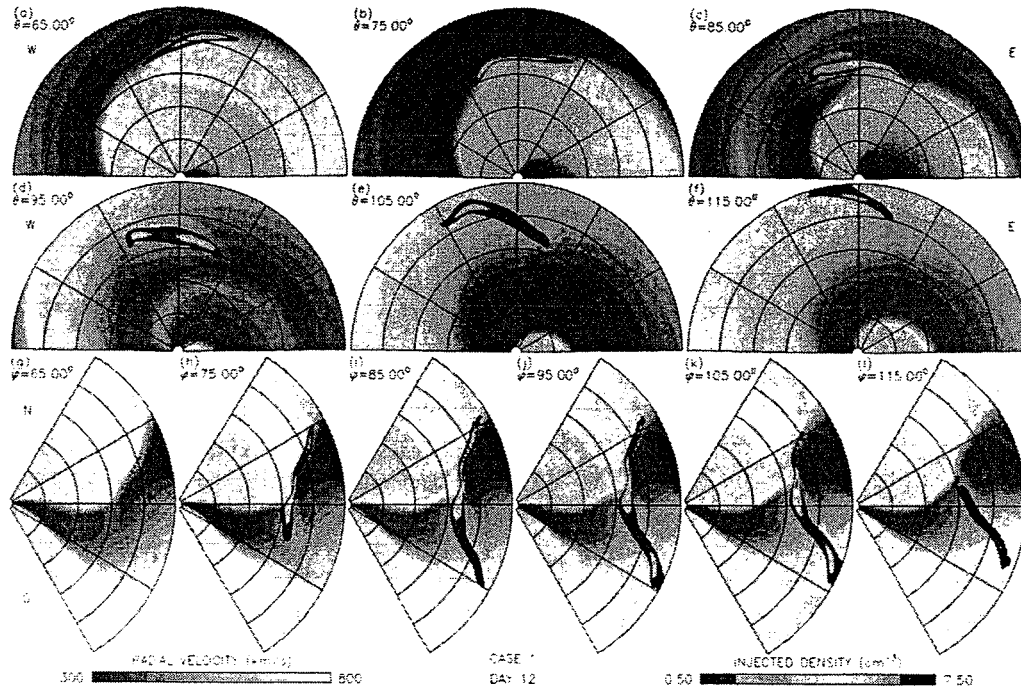 (a)
θ=65.00°
W
(b)
θ=75.00°
(c)
θ=85.00°
E
(d)
θ=95.00°
W
(e)
θ=105.00°
(f)
θ=115.00°
E
(g)
φ=65.00°
N
(h)
φ=75.00°
(i)
φ=85.00°
(j)
φ=95.00°
(k)
φ=105.00°
(l)
φ=115.00°
S
RADIAL VELOCITY (km/s)
300 800
CASE 1
DAY 12
INJECTED DENSITY (cm⁻³)
0.50 7.50